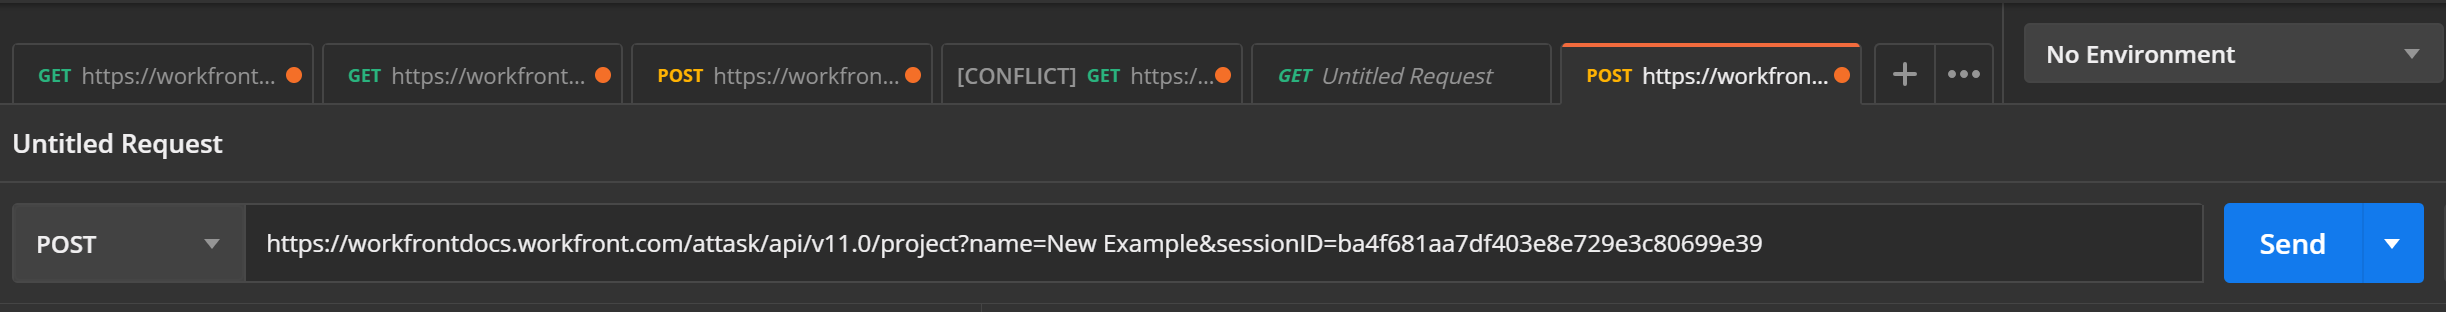 GET https://workfront... GET https://workfront... POST https://workfron... [CONFLICT] GET https:/... GET Untitled Request POST https://workfron... No Environment
Untitled Request
POST https://workfrontdocs.workfront.com/attask/api/v11.0/project?name=New Example&sessionID=ba4f681aa7df403e8e729e3c80699e39 Send